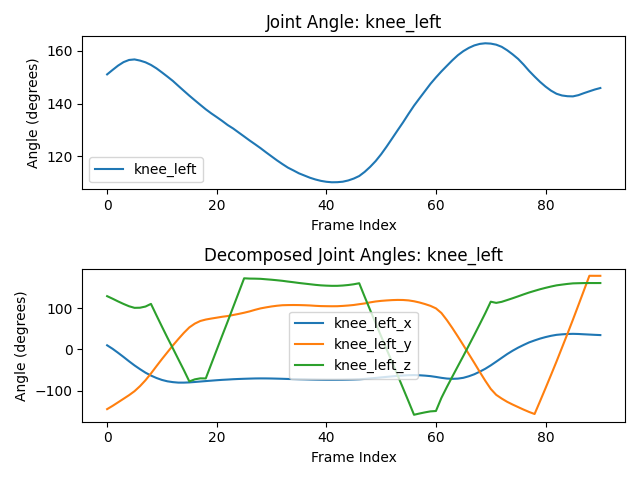 Joint Angle: knee_left
160
140
120
Angle (degrees)
knee_left
0 20 40 60 80
Frame Index
Decomposed Joint Angles: knee_left
100
0
−100
Angle (degrees)
knee_left_x
knee_left_y
knee_left_z
0 20 40 60 80
Frame Index